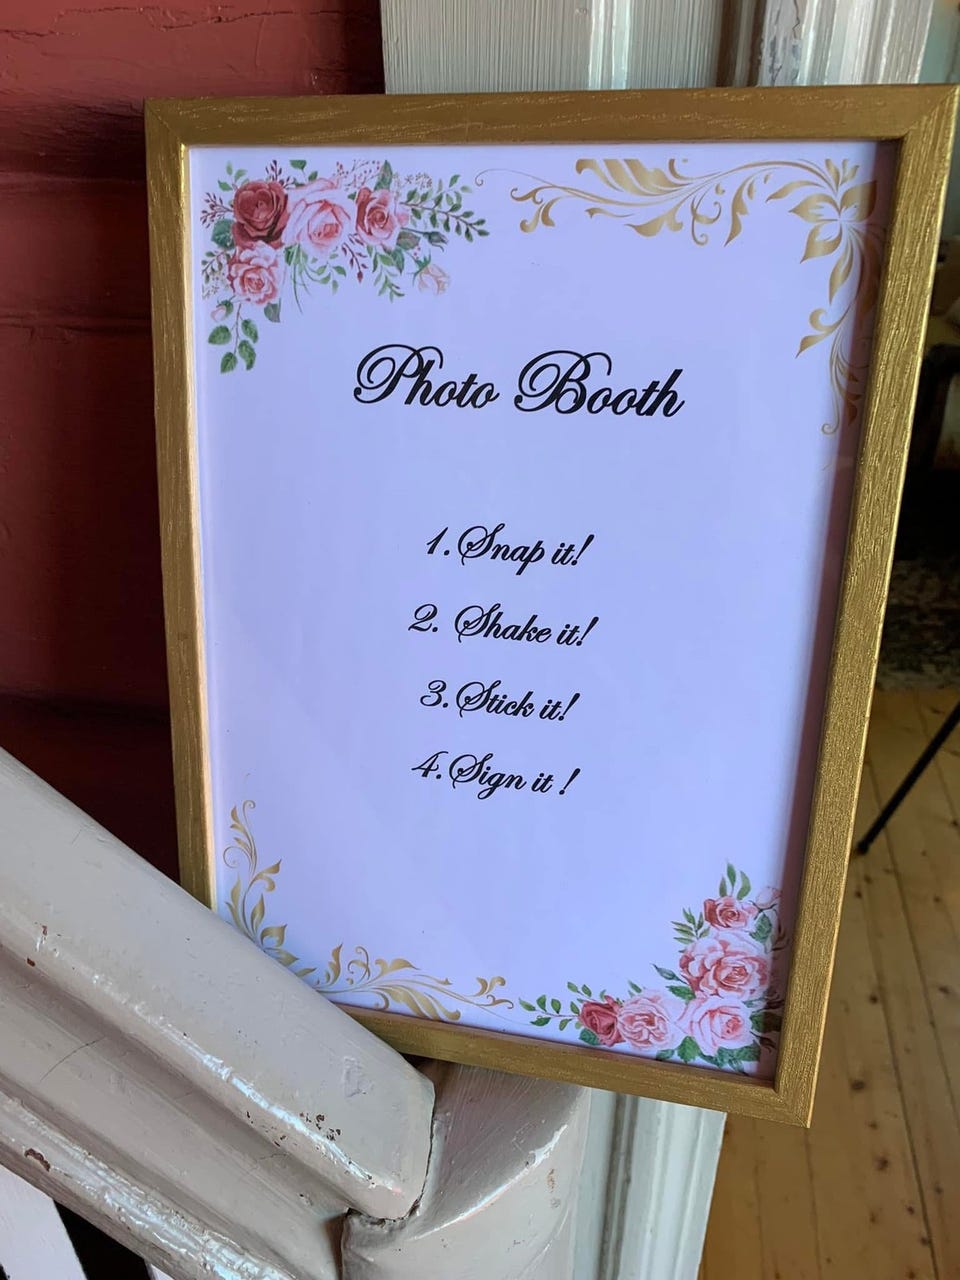 Photo Booth
1. Snap it!
2. Shake it!
3. Stick it!
4. Sign it !